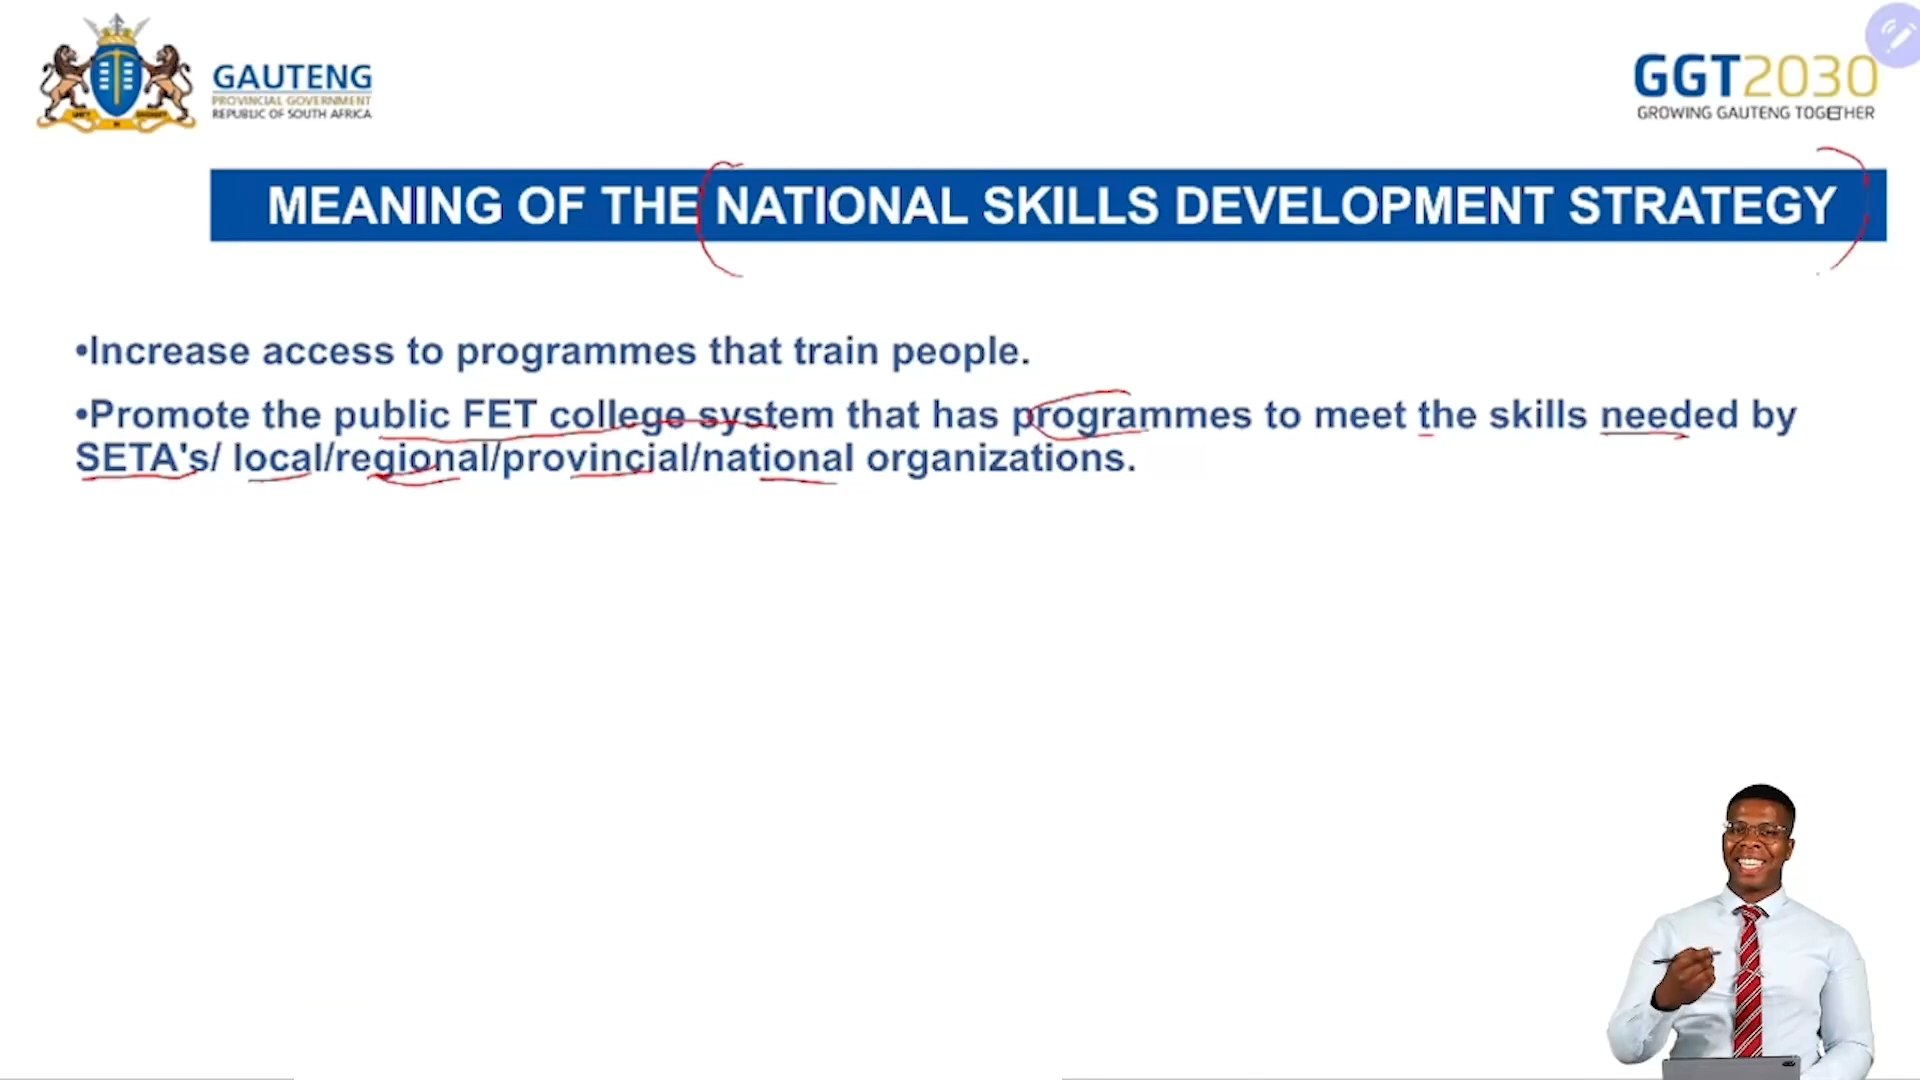 GAUTENG
PROVINCIAL GOVERNMENT
REPUBLIC OF SOUTH AFRICA
GGT2030
GROWING GAUTENG TOGETHER
MEANING OF THE NATIONAL SKILLS DEVELOPMENT STRATEGY
•Increase access to programmes that train people.
•Promote the public FET college system that has programmes to meet the skills needed by
SETA's/ local/regional/provincial/national organizations.